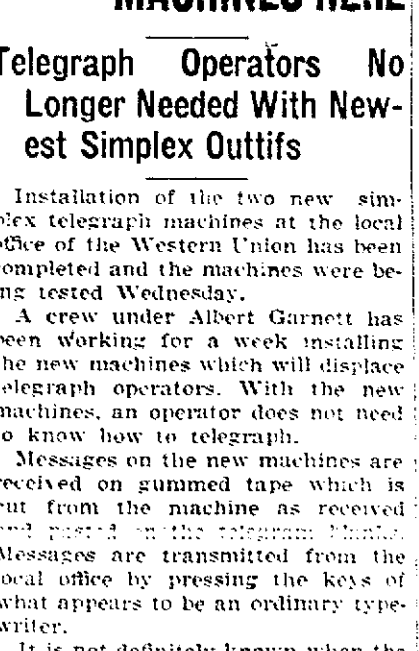 MACHINES HERE
Telegraph Operators No
Longer Needed With New-
est Simplex Outtifs
Installation of the two new sim-
plex telegraph machines at the local
office of the Western Union has been
completed and the machines were be-
ing tested Wednesday.
A crew under Albert Garnett has
been working for a week installing
the new machines which will displace
telegraph operators. With the new
machines, an operator does not need
to know how to telegraph.
Messages on the new machines are
received on gummed tape which is
cut from the machine as received
and pasted on the telegram blanks.
Messages are transmitted from the
local office by pressing the keys of
what appears to be an ordinary type-
writer.
It is not definitely known when the